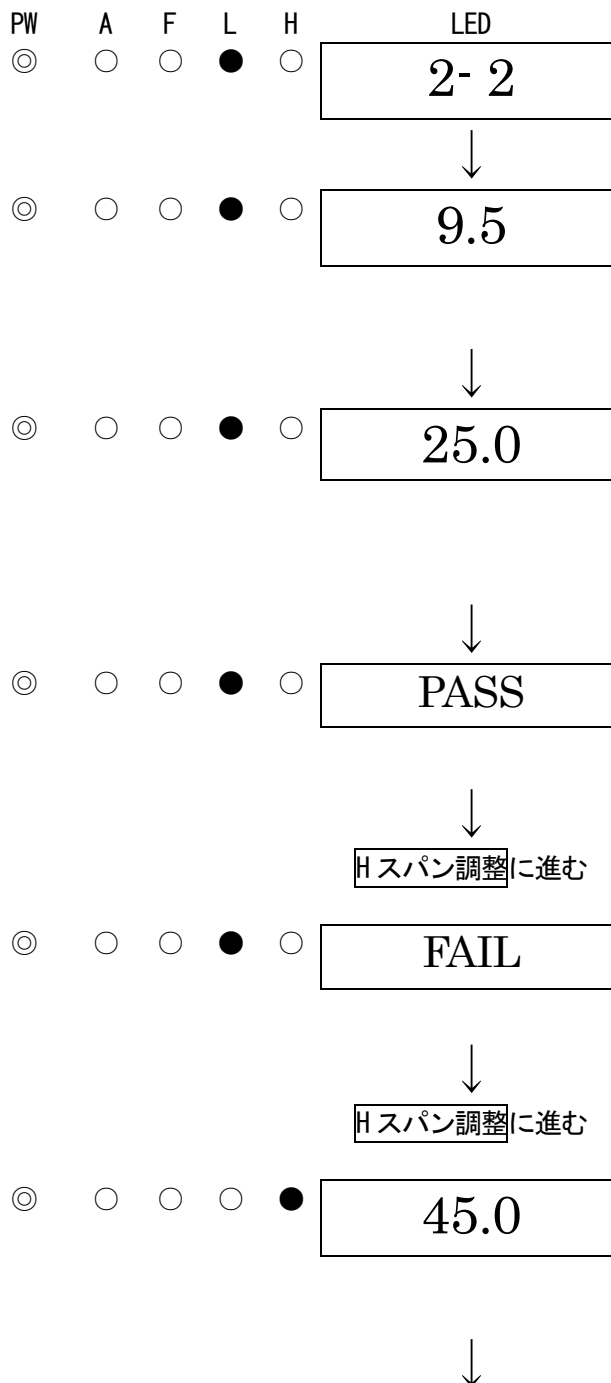 PW A F L H LED
◎ ○ ○ ● ○ 2- 2
↓
◎ ○ ○ ● ○ 9.5
↓
◎ ○ ○ ● ○ 25.0
↓
◎ ○ ○ ● ○ PASS
↓
Hスパン調整に進む
◎ ○ ○ ● ○ FAIL
↓
Hスパン調整に進む
◎ ○ ○ ○ ● 45.0
↓